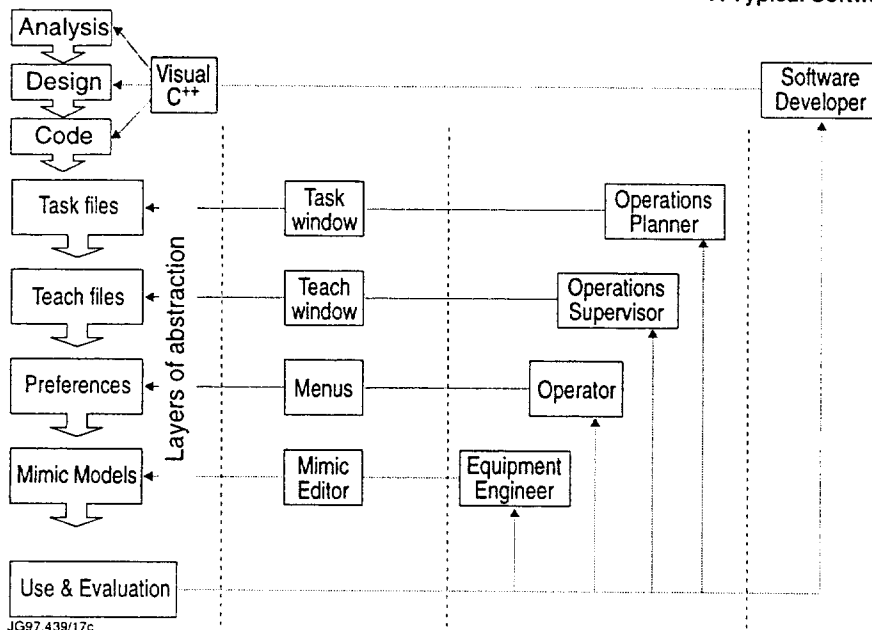 A Typical
Analysis
Design
Code
Visual
C++
Software
Developer
Task files
Task
window
Operations
Planner
Teach files
Teach
window
Operations
Supervisor
Preferences
Menus
Operator
Mimic Models
Mimic
Editor
Equipment
Engineer
Layers of abstraction
Use & Evaluation
JG97.439/17c